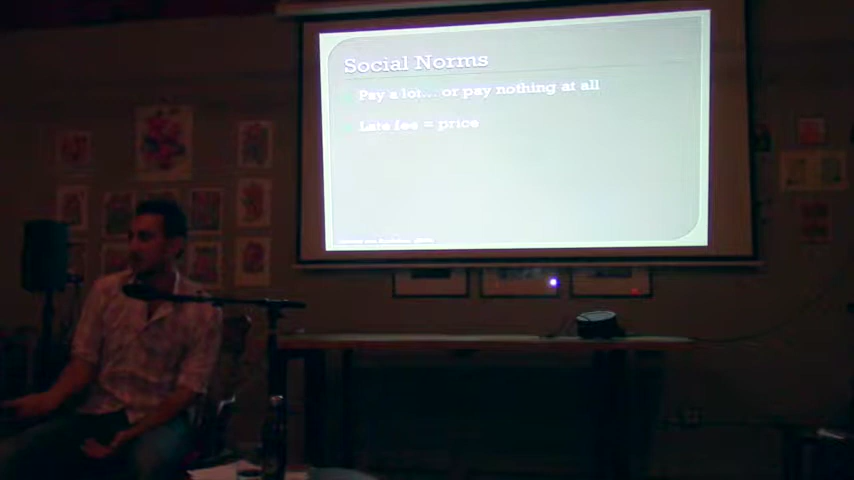 Social Norms
Pay a lot... or pay nothing at all
Late fee = price